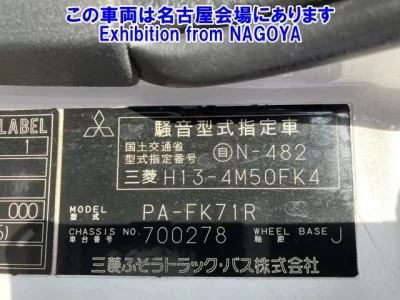 この車両は名古屋会場にあります
Exhibition from NAGOYA
LABEL
1
000
騒音型式指定車
国土交通省
型式指定番号 自N-482
三菱 H13-4M50FK4
MODEL
型式 PA-FK71R
CHASSIS NO.
車台番号 700278
WHEEL BASE
軸距 J
三菱ふそうトラック・バス株式会社